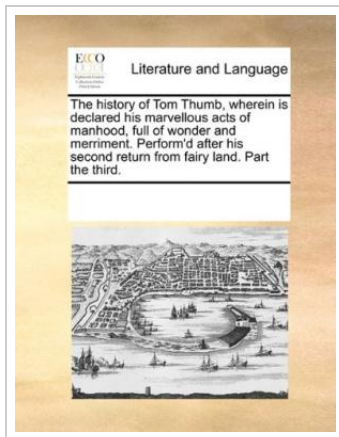 ECCO
Literature and Language
The history of Tom Thumb, wherein is
declared his marvellous acts of
manhood, full of wonder and
merriment. Perform'd after his
second return from fairy land. Part
the third.